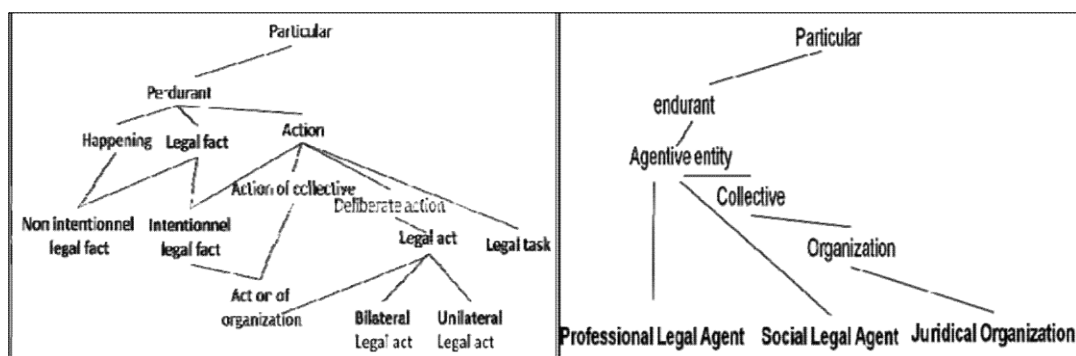 Particular
Perdurant
Happening
Legal fact
Action
Action of collective
Deliberate action
Non intentionnel
legal fact
Intentionnel
legal fact
Legal act
Legal task
Act or of
organization
Bilateral
Legal act
Unilateral
Legal act
Particular
endurant
Agentive entity
Collective
Organization
Professional Legal Agent
Social Legal Agent
Juridical Organization